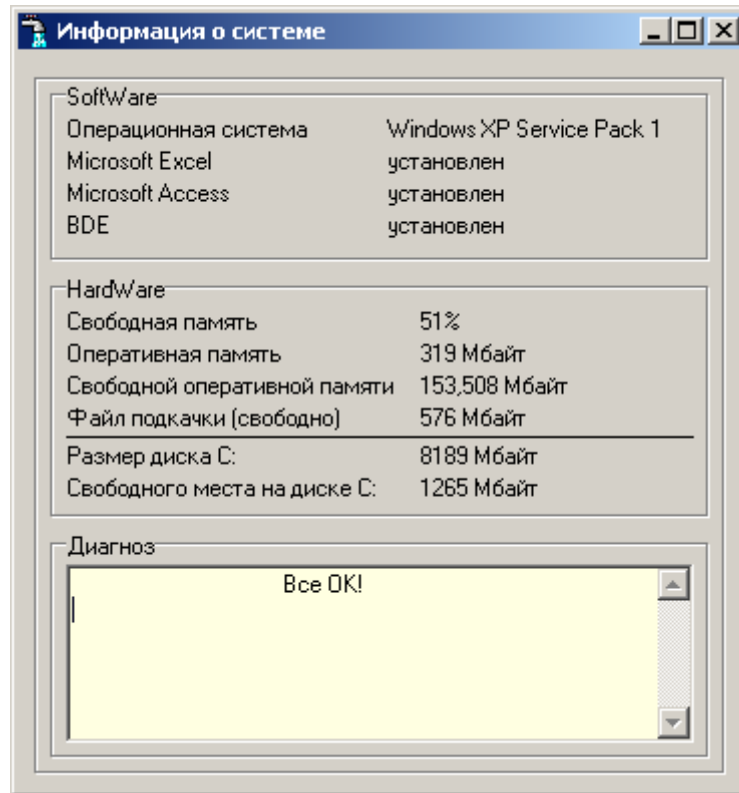 Информация о системе
SoftWare
Операционная система Windows XP Service Pack 1
Microsoft Excel установлен
Microsoft Access установлен
BDE установлен
HardWare
Свободная память 51%
Оперативная память 319 Мбайт
Свободной оперативной памяти 153,508 Мбайт
Файл подкачки (свободно) 576 Мбайт
Размер диска C: 8189 Мбайт
Свободного места на диске C: 1265 Мбайт
Диагноз
Все OK!